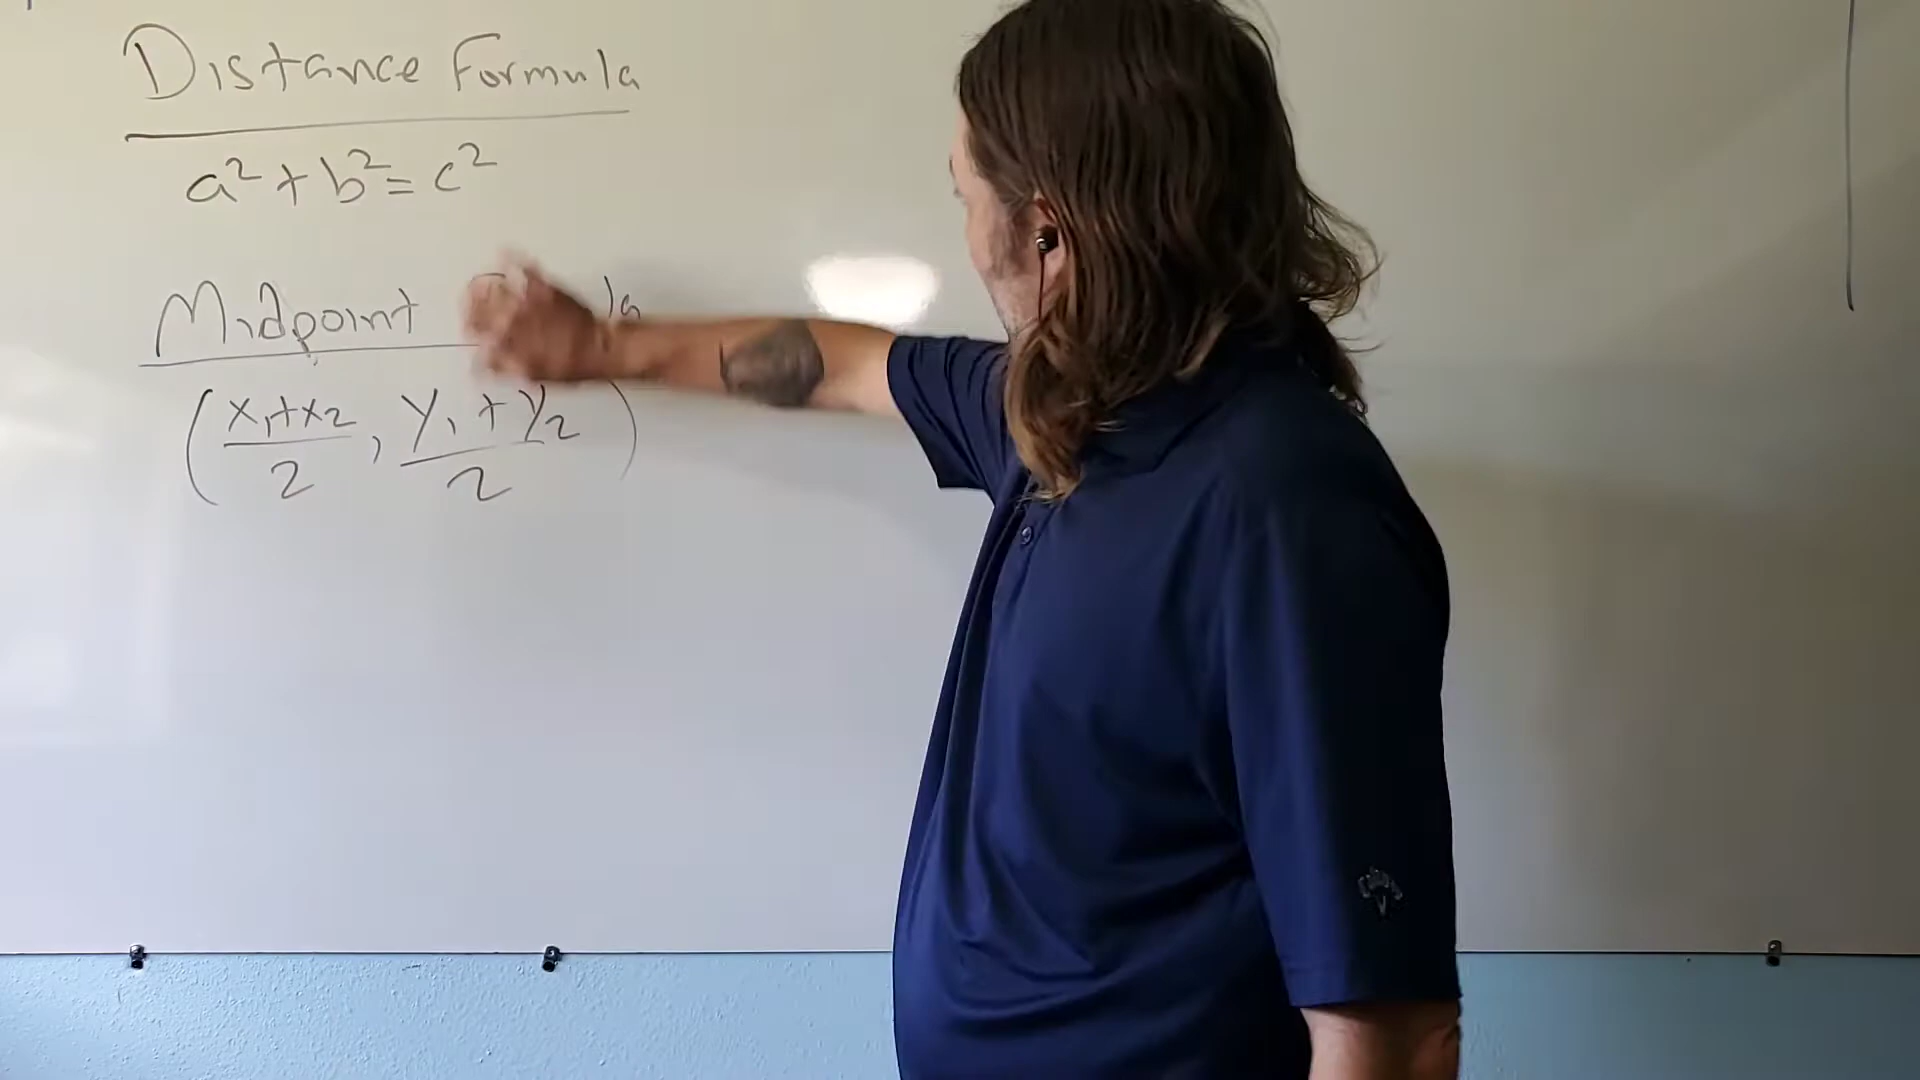 Distance Formula
a² + b² = c²
Midpoint
(x₁+x₂/2, y₁+y₂/2)